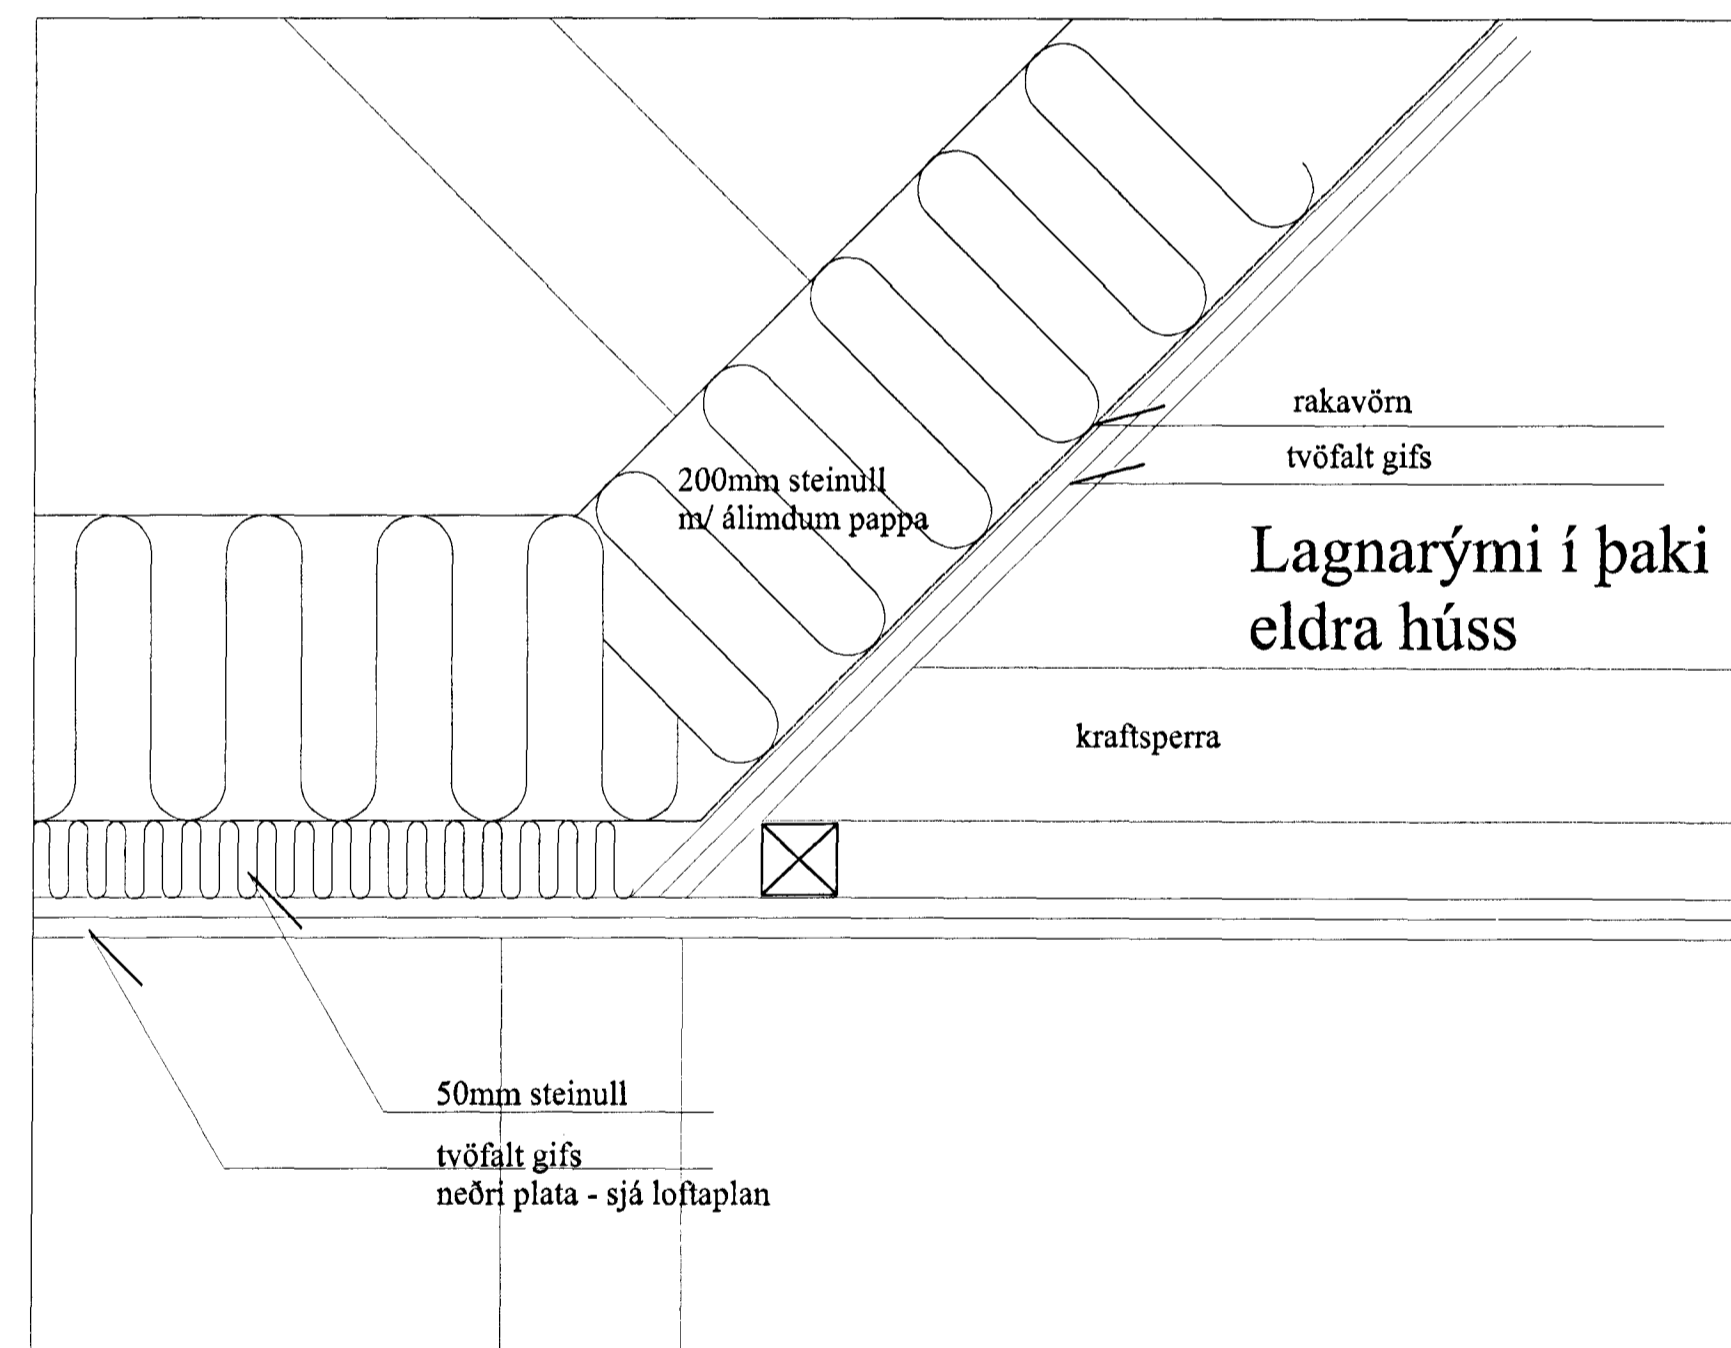 rakavörn
tvöfalt gifs
200mm steinull
m/ álimdum pappa
Lagnarými í þaki
eldra húss
kraftsperra
50mm steinull
tvöfalt gifs
neðri plata - sjá loftaplan